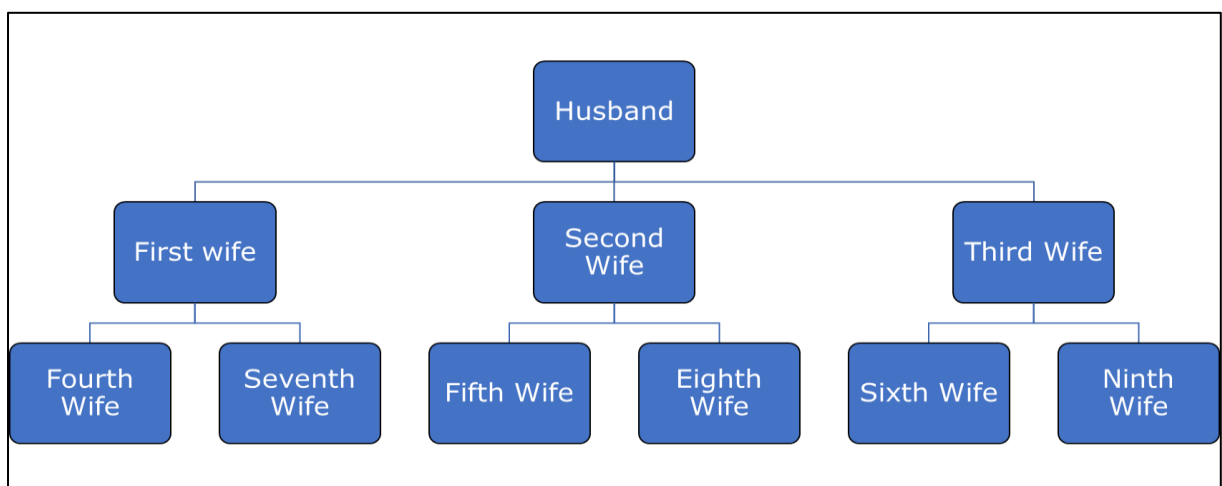 Husband
First wife
Second
Wife
Third Wife
Fourth
Wife
Seventh
Wife
Fifth Wife
Eighth
Wife
Sixth Wife
Ninth
Wife